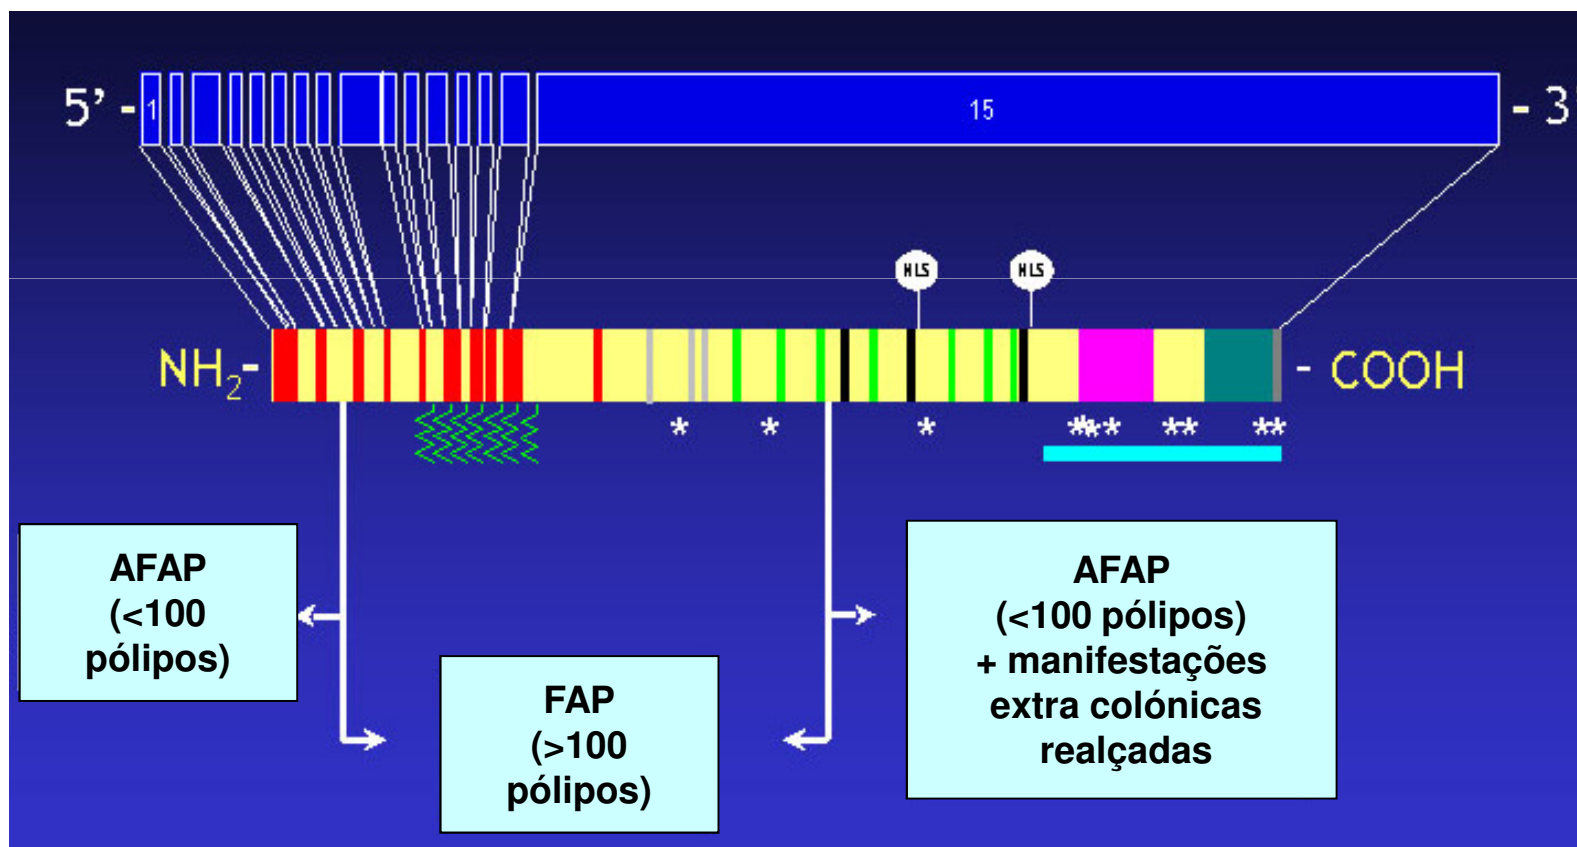 5’ - 1 15 - 3'
NLS NLS
NH2- - COOH
* * * *** ** **
AFAP
(<100
pólipos)
FAP
(>100
pólipos)
AFAP
(<100 pólipos)
+ manifestações
extra colónicas
realçadas